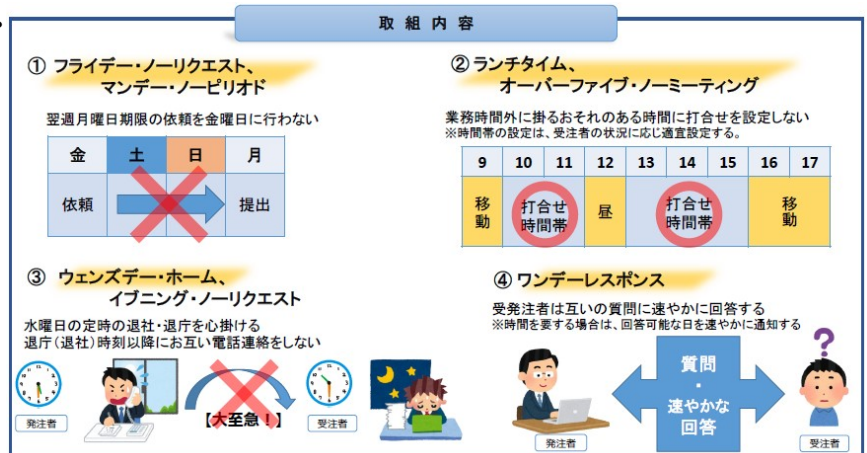 取組内容
① フライデー・ノーリクエスト、
マンデー・ノーピリオド
翌週月曜日期限の依頼を金曜日に行わない
金 土 日 月
依頼 提出
② ランチタイム、
オーバーファイブ・ノーミーティング
業務時間外に掛るおそれのある時間に打合せを設定しない
※時間帯の設定は、受注者の状況に応じ適宜設定する。
9 10 11 12 13 14 15 16 17
移動 打合せ時間帯 昼 打合せ時間帯 移動
③ ウェンズデー・ホーム、
イブニング・ノーリクエスト
水曜日の定時の退社・退庁を心掛ける
退庁(退社)時刻以降にお互い電話連絡をしない
発注者
【大至急!】
受注者
④ ワンデーレスポンス
受発注者は互いの質問に速やかに回答する
※時間を要する場合は、回答可能な日を速やかに通知する
質問
・
速やかな
回答
?
発注者
受注者